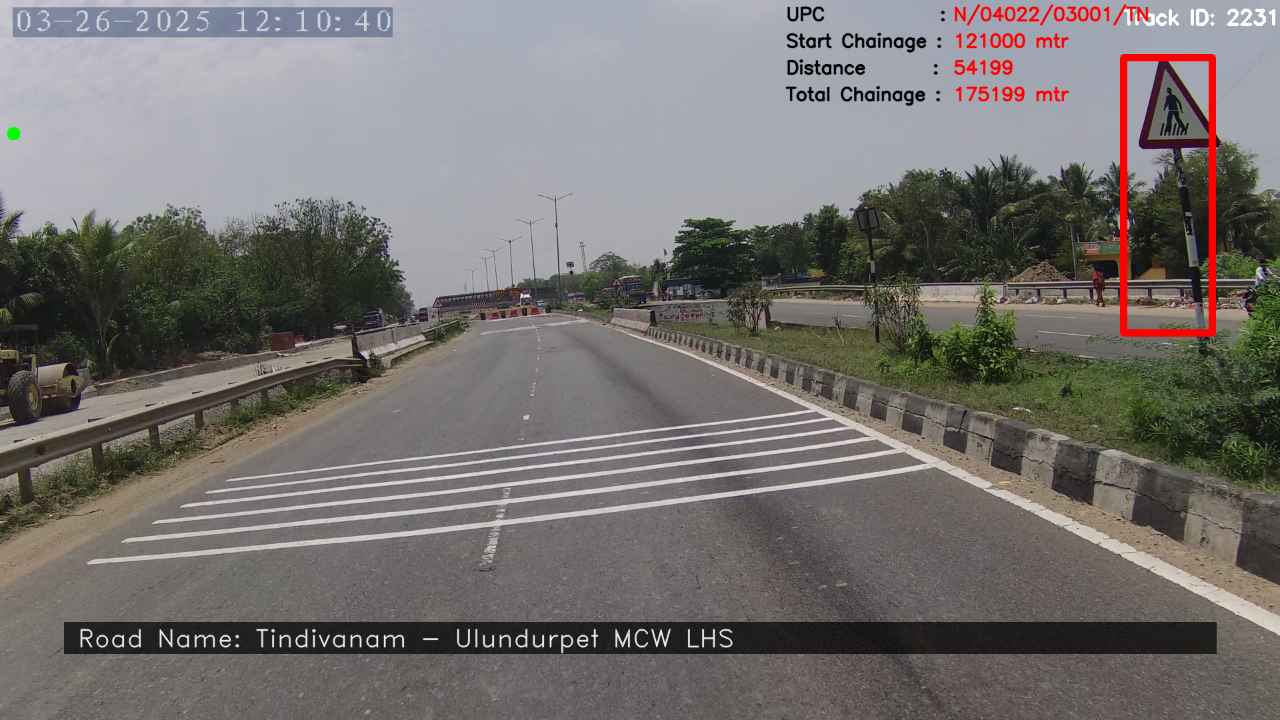 03-26-2025 12:10:40
UPC : N/04022/03001/TN
Track ID: 2231
Start Chainage : 121000 mtr
Distance : 54199
Total Chainage : 175199 mtr
Road Name: Tindivanam – Ulundurpet MCW LHS